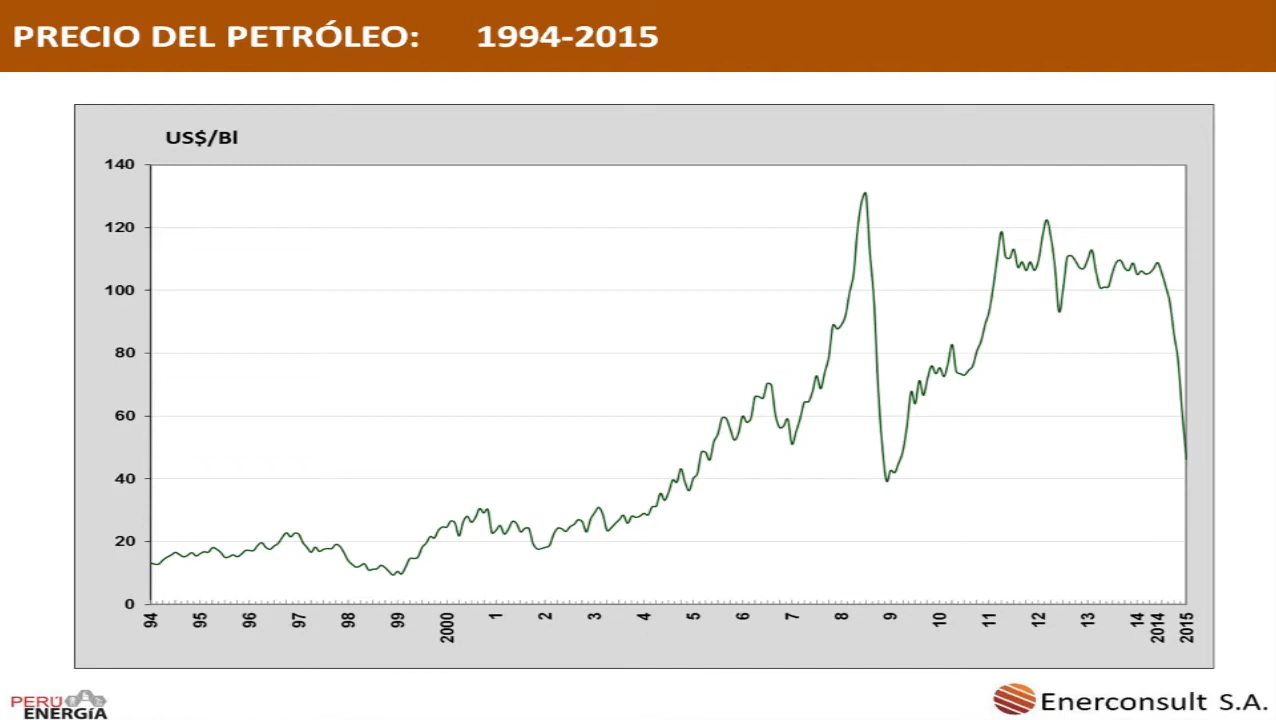 PRECIO DEL PETRÓLEO: 1994-2015
US$/Bl
140
120
100
80
60
40
20
0
94 95 96 97 98 99 2000 1 2 3 4 5 6 7 8 9 10 11 12 13 14 2014 2015
PERÚ
ENERGÍA
Enerconsult S.A.